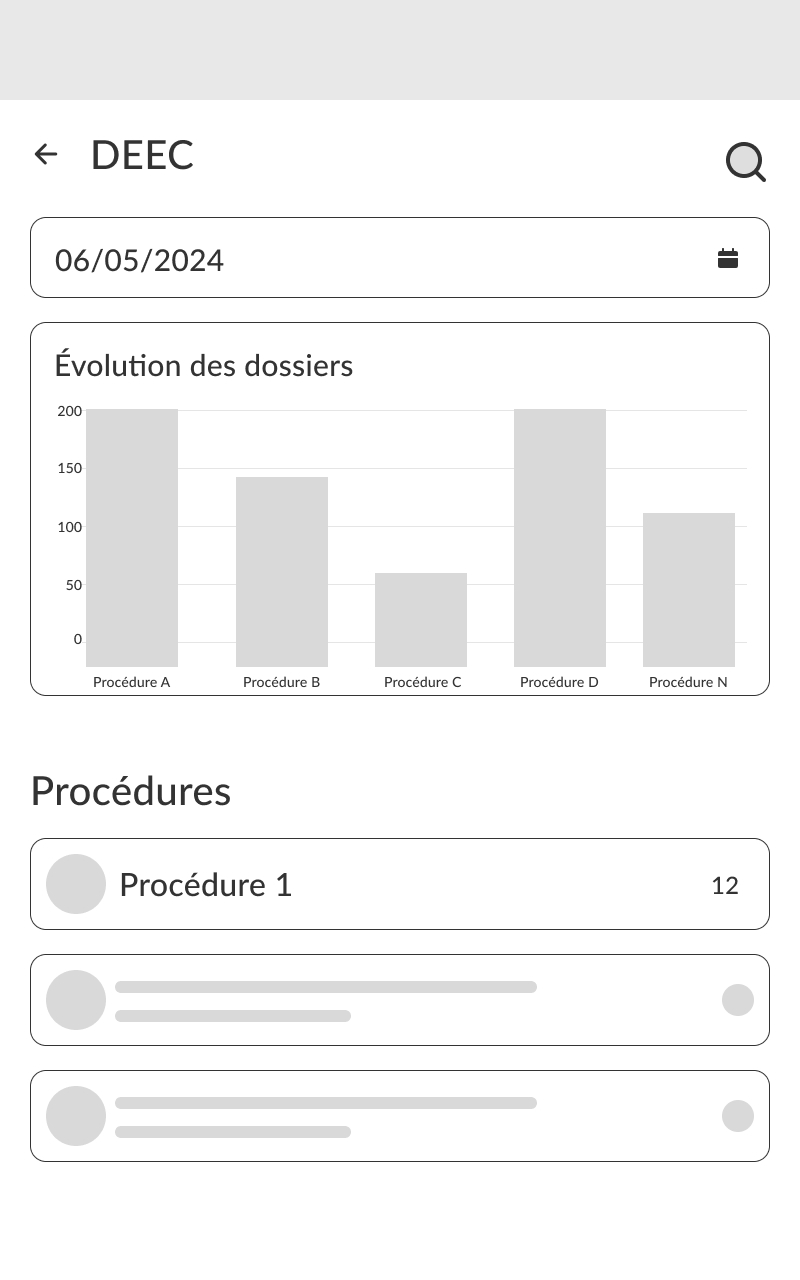 DEEC
06/05/2024
Évolution des dossiers
200
150
100
50
0
Procédure A
Procédure B
Procédure C
Procédure D
Procédure N
Procédures
Procédure 1
12